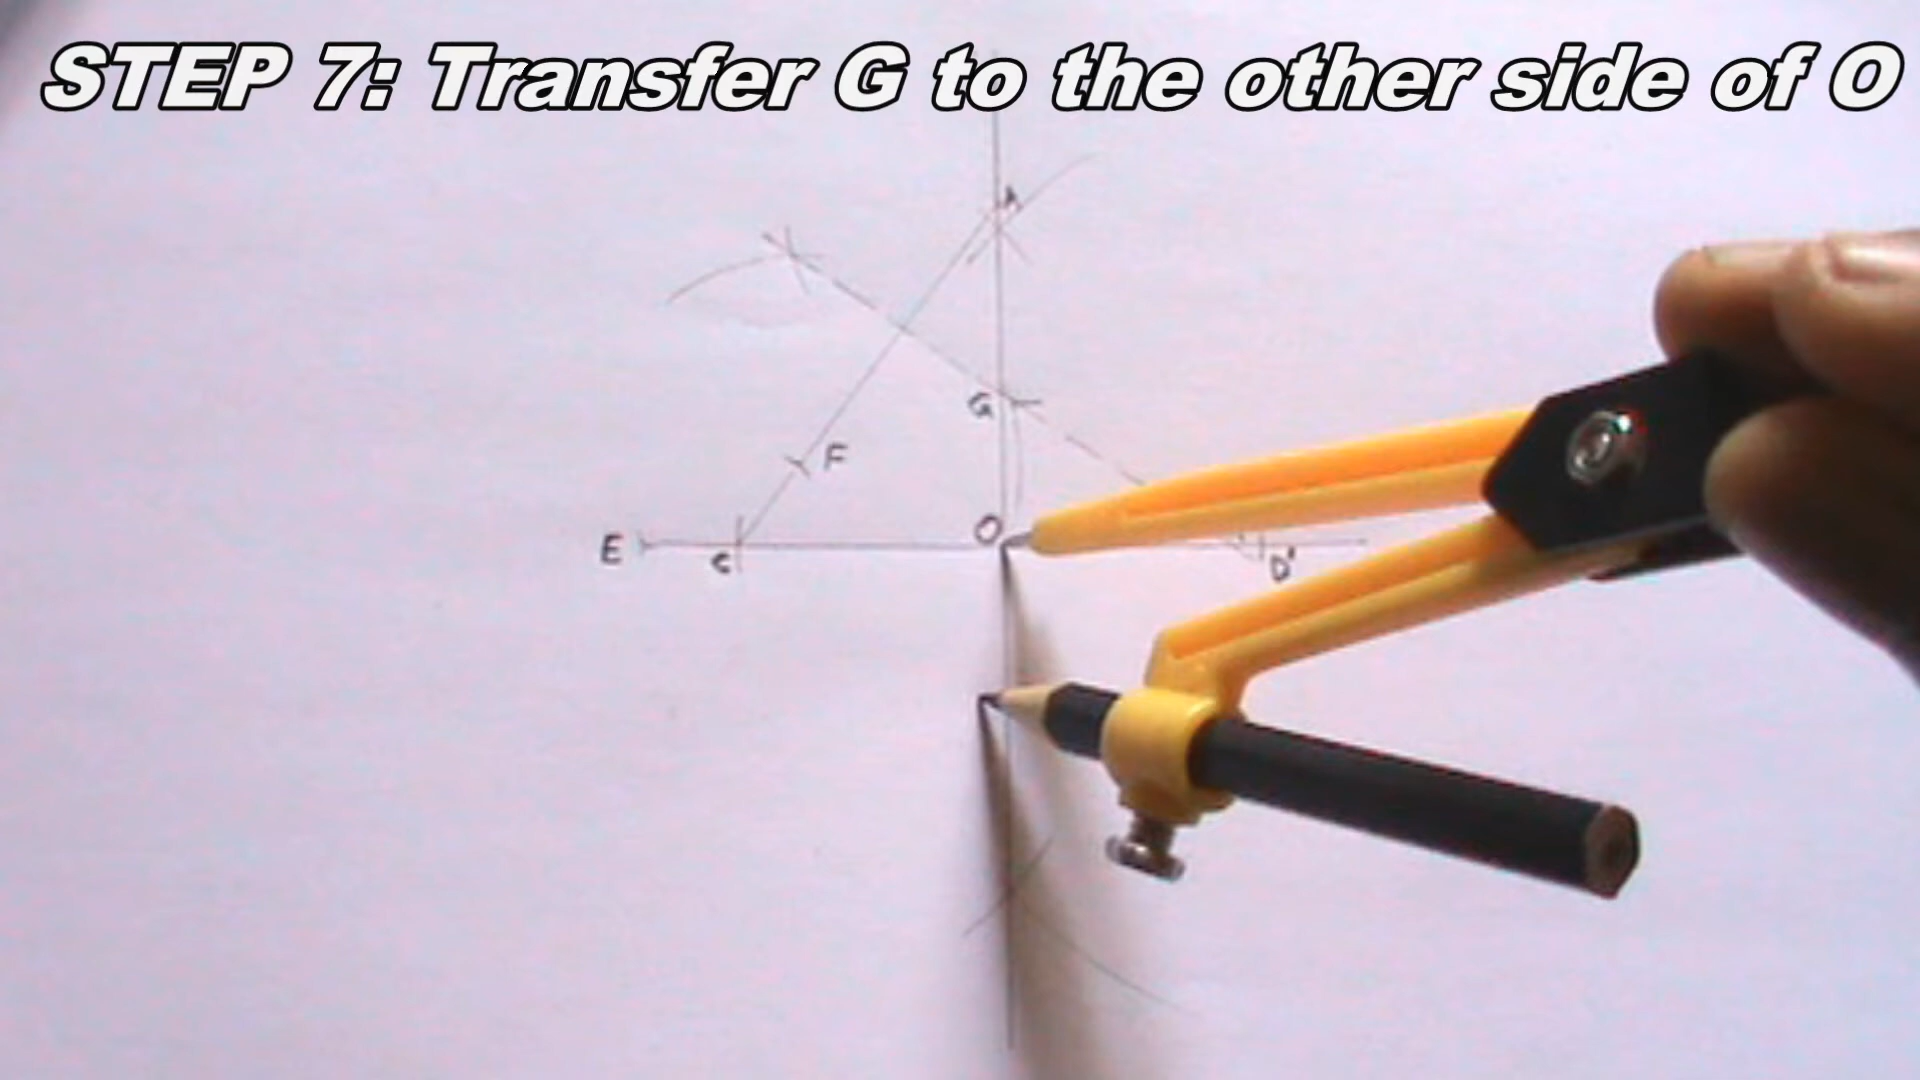 STEP 7: Transfer G to the other side of O
A
G
F
O
E
C
D'